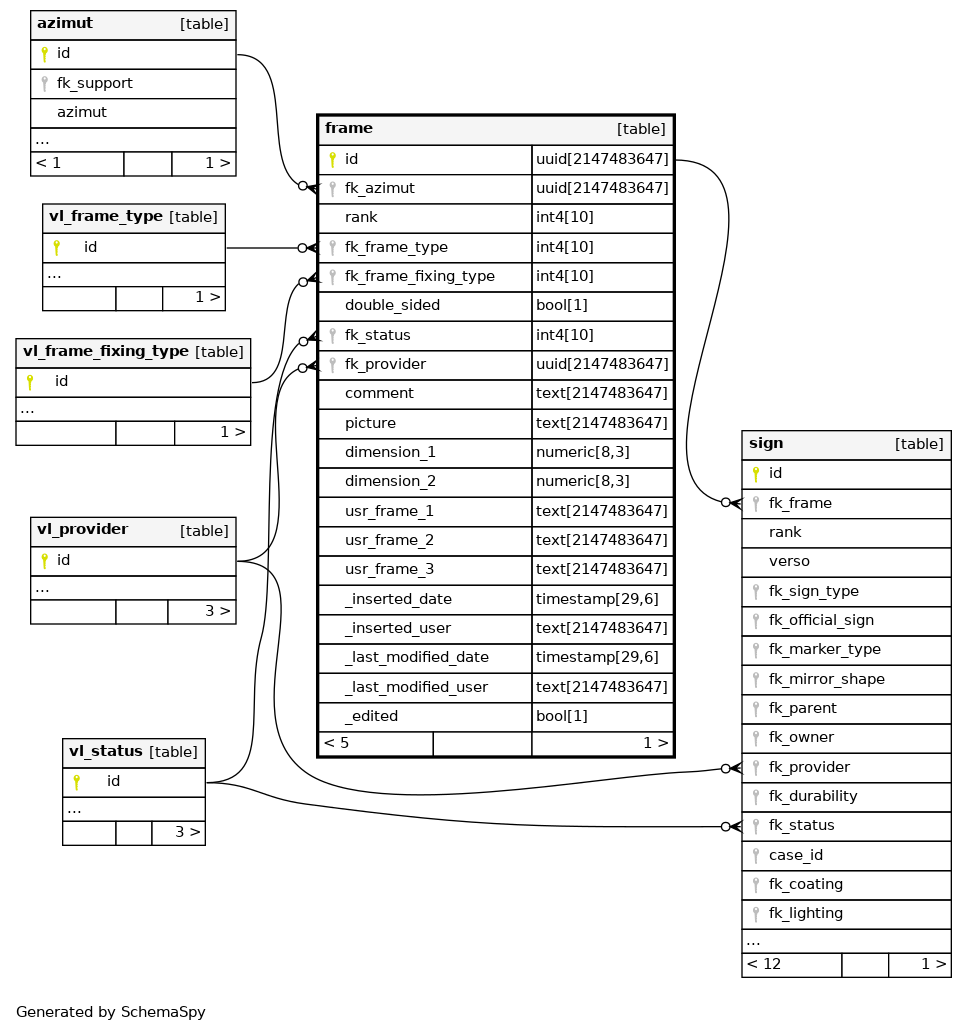 azimut [table]
id
fk_support
azimut
...
< 1 1 >
vl_frame_type [table]
id
...
1 >
vl_frame_fixing_type [table]
id
...
1 >
vl_provider [table]
id
...
3 >
vl_status [table]
id
...
3 >
frame [table]
id uuid[2147483647]
fk_azimut uuid[2147483647]
rank int4[10]
fk_frame_type int4[10]
fk_frame_fixing_type int4[10]
double_sided bool[1]
fk_status int4[10]
fk_provider uuid[2147483647]
comment text[2147483647]
picture text[2147483647]
dimension_1 numeric[8,3]
dimension_2 numeric[8,3]
usr_frame_1 text[2147483647]
usr_frame_2 text[2147483647]
usr_frame_3 text[2147483647]
_inserted_date timestamp[29,6]
_inserted_user text[2147483647]
_last_modified_date timestamp[29,6]
_last_modified_user text[2147483647]
_edited bool[1]
< 5 1 >
sign [table]
id
fk_frame
rank
verso
fk_sign_type
fk_official_sign
fk_marker_type
fk_mirror_shape
fk_parent
fk_owner
fk_provider
fk_durability
fk_status
case_id
fk_coating
fk_lighting
...
< 12 1 >
Generated by SchemaSpy